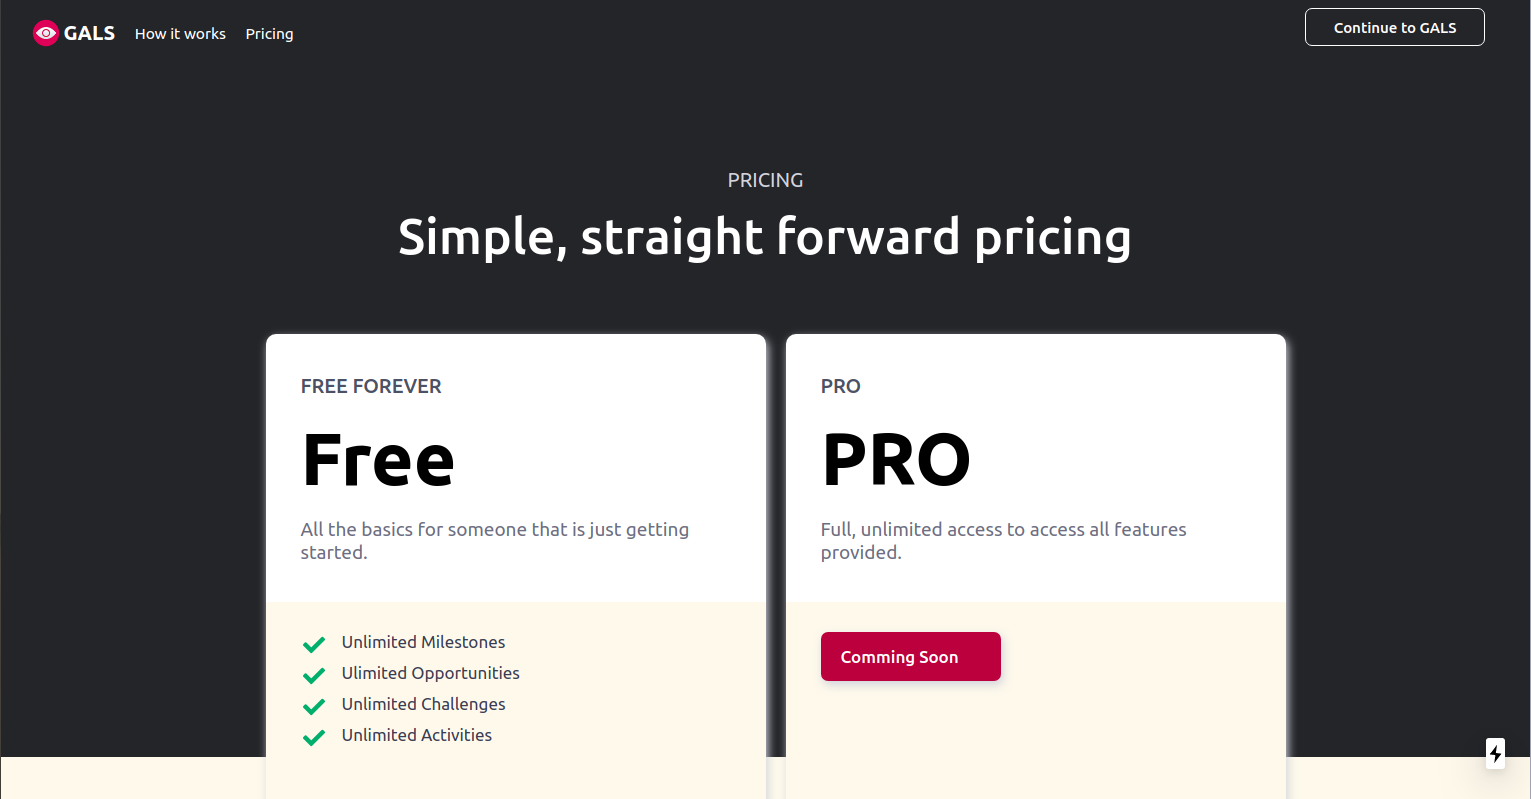 GALS How it works Pricing Continue to GALS
PRICING
Simple, straight forward pricing
FREE FOREVER
Free
All the basics for someone that is just getting
started.
Unlimited Milestones
Ulimited Opportunities
Unlimited Challenges
Unlimited Activities
PRO
PRO
Full, unlimited access to access all features
provided.
Comming Soon